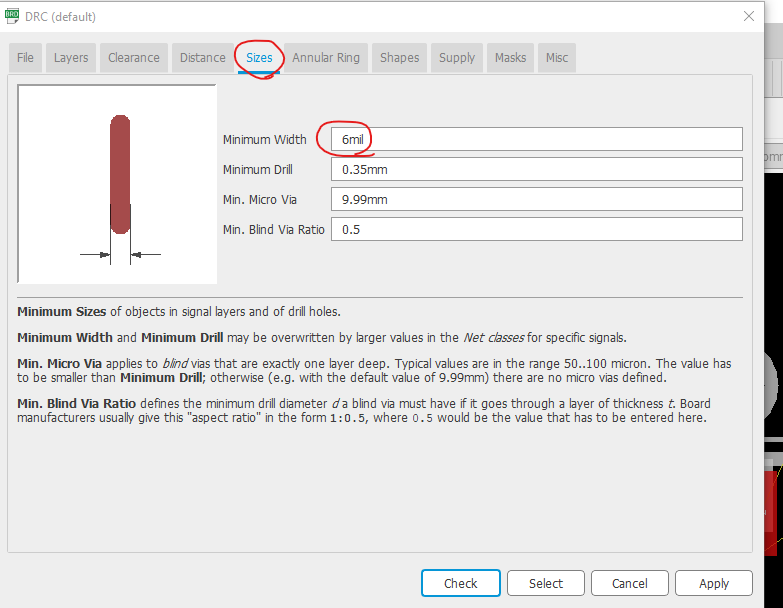 DRC (default)
File Layers Clearance Distance Sizes Annular Ring Shapes Supply Masks Misc
Minimum Width 6mil
Minimum Drill 0.35mm
Min. Micro Via 9.99mm
Min. Blind Via Ratio 0.5
Minimum Sizes of objects in signal layers and of drill holes.
Minimum Width and Minimum Drill may be overwritten by larger values in the Net classes for specific signals.
Min. Micro Via applies to blind vias that are exactly one layer deep. Typical values are in the range 50..100 micron. The value has
to be smaller than Minimum Drill; otherwise (e.g. with the default value of 9.99mm) there are no micro vias defined.
Min. Blind Via Ratio defines the minimum drill diameter d a blind via must have if it goes through a layer of thickness t. Board
manufacturers usually give this "aspect ratio" in the form 1:0.5, where 0.5 would be the value that has to be entered here.
Check Select Cancel Apply